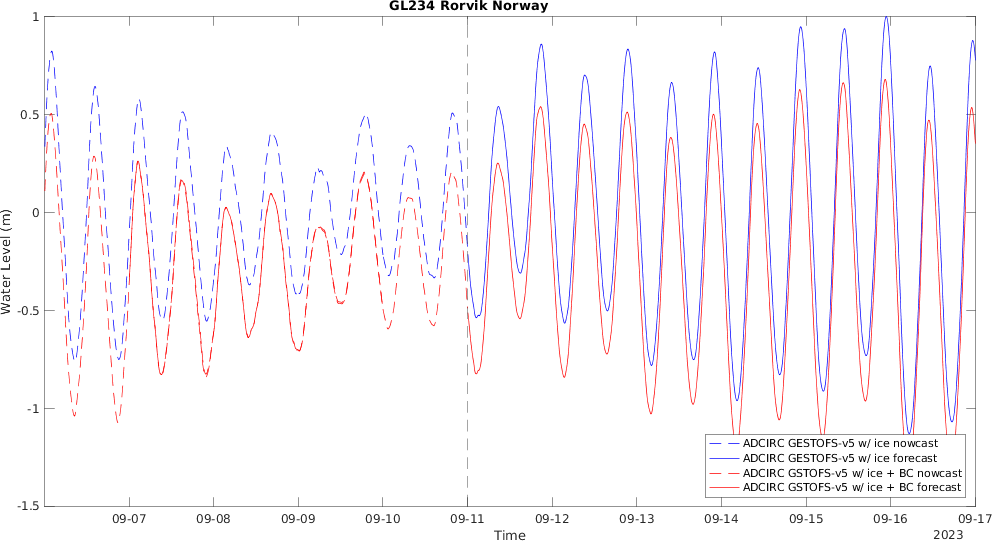 GL234 Rorvik Norway
1
0.5
0
-0.5
-1
-1.5
Water Level (m)
ADCIRC GESTOFS-v5 w/ ice nowcast
ADCIRC GESTOFS-v5 w/ ice forecast
ADCIRC GSTOFS-v5 w/ ice + BC nowcast
ADCIRC GSTOFS-v5 w/ ice + BC forecast
09-07 09-08 09-09 09-10 09-11 09-12 09-13 09-14 09-15 09-16 09-17
Time
2023